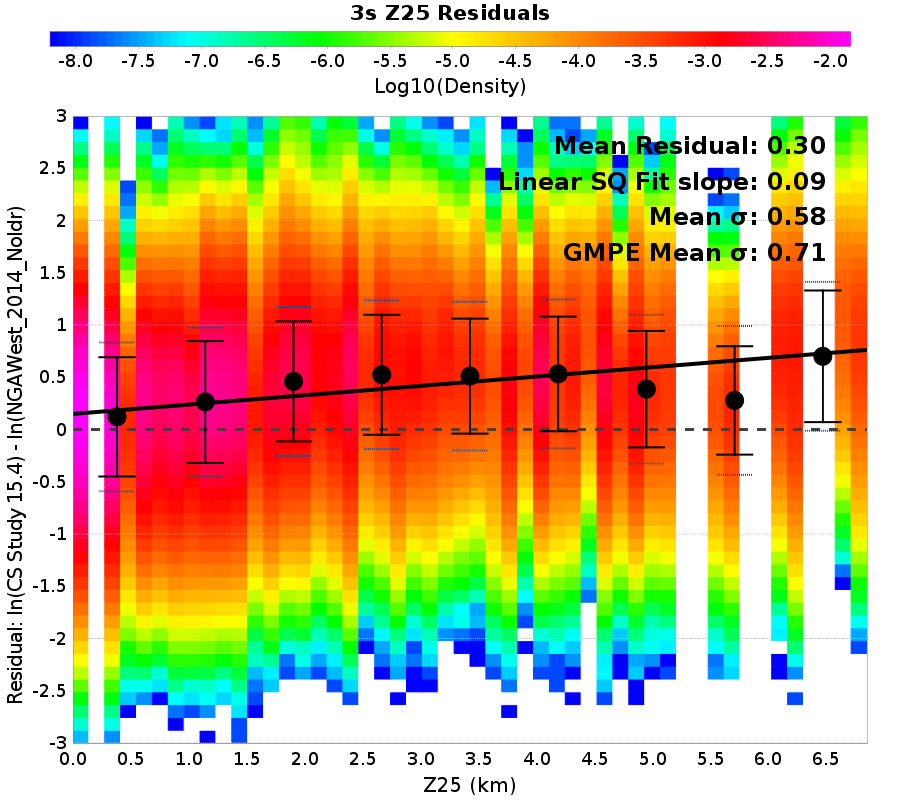 3s Z25 Residuals
-8.0 -7.5 -7.0 -6.5 -6.0 -5.5 -5.0 -4.5 -4.0 -3.5 -3.0 -2.5 -2.0
Log10(Density)
Mean Residual: 0.30
Linear SQ Fit slope: 0.09
Mean σ: 0.58
GMPE Mean σ: 0.71
Residual: ln(CS Study 15.4) - ln(NGAWest_2014_NoIdr)
3
2.5
2
1.5
1
0.5
0
-0.5
-1
-1.5
-2
-2.5
-3
0.0 0.5 1.0 1.5 2.0 2.5 3.0 3.5 4.0 4.5 5.0 5.5 6.0 6.5
Z25 (km)